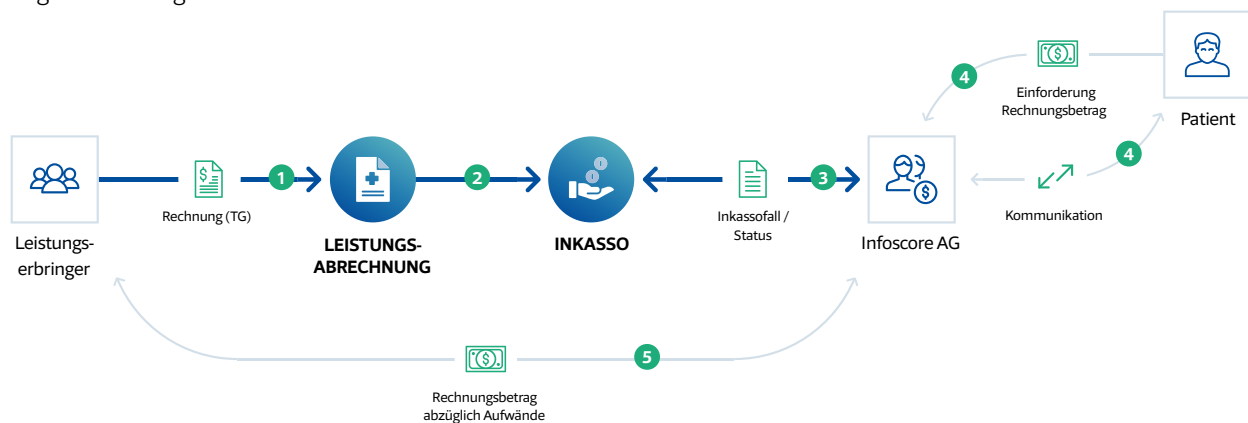 4
Einforderung
Rechnungsbetrag
Patient
1
2
3
4
Rechnung (TG)
Inkassofall /
Status
Kommunikation
Leistungs-
erbringer
LEISTUNGS-
ABRECHNUNG
INKASSO
Infoscore AG
5
Rechnungsbetrag
abzüglich Aufwände